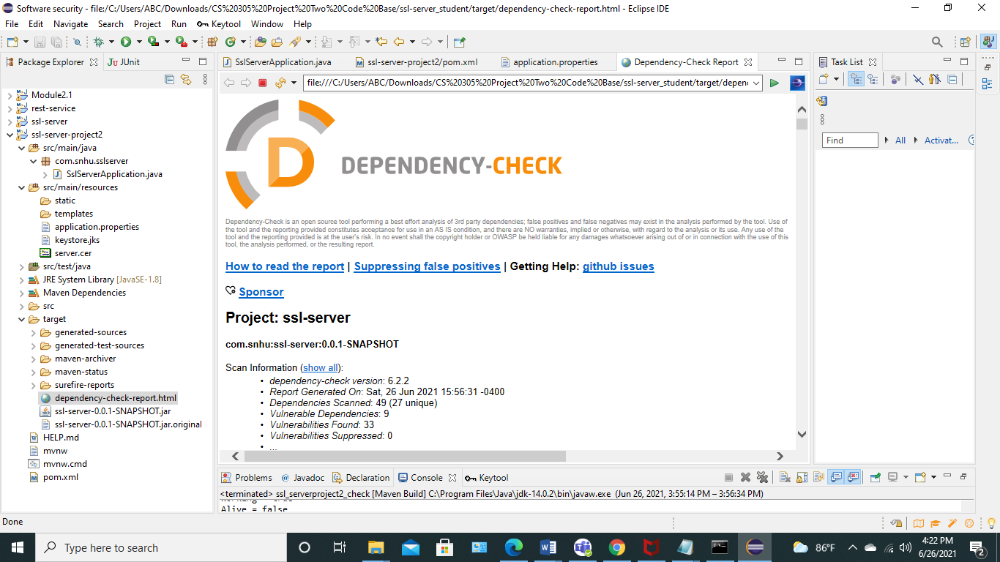 Software security - file:/C:/Users/ABC/Downloads/CS%20305%20Project%20Two%20Code%20Base/ssl-server_student/target/dependency-check-report.html - Eclipse IDE
File Edit Navigate Search Project Run Keytool Window Help
Package Explorer JUnit
Module2.1
rest-service
ssl-server
ssl-server-project2
src/main/java
com.snhu.sslserver
SslServerApplication.java
src/main/resources
static
templates
application.properties
keystore.jks
server.cer
src/test/java
JRE System Library [JavaSE-1.8]
Maven Dependencies
src
target
generated-sources
generated-test-sources
maven-archiver
maven-status
surefire-reports
dependency-check-report.html
ssl-server-0.0.1-SNAPSHOT.jar
ssl-server-0.0.1-SNAPSHOT.jar.original
HELP.md
mvnw
mvnw.cmd
pom.xml
SslServerApplication.java ssl-server-project2/pom.xml application.properties Dependency-Check Report
file:///C:/Users/ABC/Downloads/CS%20305%20Project%20Two%20Code%20Base/ssl-server_student/target/depen
D
DEPENDENCY-CHECK
Dependency-Check is an open source tool performing a best effort analysis of 3rd party dependencies; false positives and false negatives may exist in the analysis performed by the tool. Use of
the tool and the reporting provided constitutes acceptance for use in an AS IS condition, and there are NO warranties, implied or otherwise, with regard to the analysis or its use. Any use of the
tool and the reporting provided is at the user's risk. In no event shall the copyright holder or OWASP be held liable for any damages whatsoever arising out of or in connection with the use of this
tool, the analysis performed, or the resulting report.
How to read the report | Suppressing false positives | Getting Help: github issues
Sponsor
Project: ssl-server
com.snhu:ssl-server:0.0.1-SNAPSHOT
Scan Information (show all):
• dependency-check version: 6.2.2
• Report Generated On: Sat, 26 Jun 2021 15:56:31 -0400
• Dependencies Scanned: 49 (27 unique)
• Vulnerable Dependencies: 9
• Vulnerabilities Found: 33
• Vulnerabilities Suppressed: 0
• ...
Task List
Find All Activat...
Problems Javadoc Declaration Console Keytool
<terminated> ssl_serverproject2_check [Maven Build] C:\Program Files\Java\jdk-14.0.2\bin\javaw.exe (Jun 26, 2021, 3:55:14 PM – 3:56:34 PM)
Alive = false
Done
Type here to search
86°F
4:22 PM
6/26/2021
2